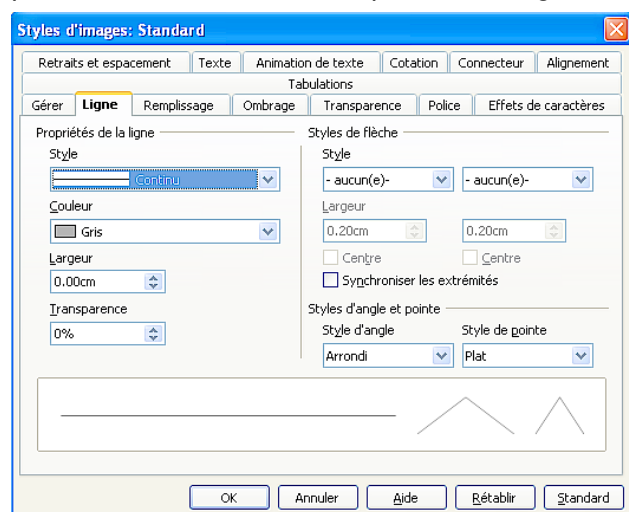 Styles d'images: Standard
Retraits et espacement Texte Animation de texte Cotation Connecteur Alignement
Tabulations
Gérer Ligne Remplissage Ombrage Transparence Police Effets de caractères
Propriétés de la ligne
Style
Continu
Couleur
Gris
Largeur
0.00cm
Transparence
0%
Styles de flèche
Style
- aucun(e)- - aucun(e)-
Largeur
0.20cm 0.20cm
Centre Centre
Synchroniser les extrémités
Styles d'angle et pointe
Style d'angle Style de pointe
Arrondi Plat
OK Annuler Aide Rétablir Standard